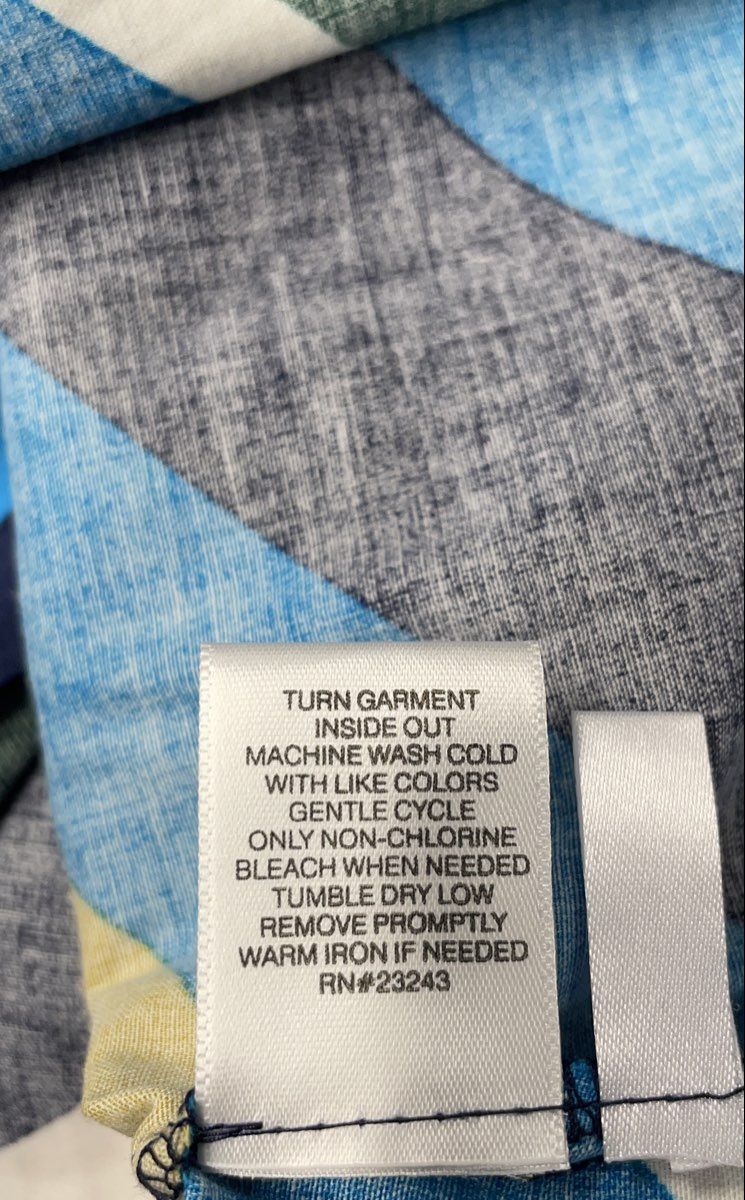 TURN GARMENT
INSIDE OUT
MACHINE WASH COLD
WITH LIKE COLORS
GENTLE CYCLE
ONLY NON-CHLORINE
BLEACH WHEN NEEDED
TUMBLE DRY LOW
REMOVE PROMPTLY
WARM IRON IF NEEDED
RN#23243